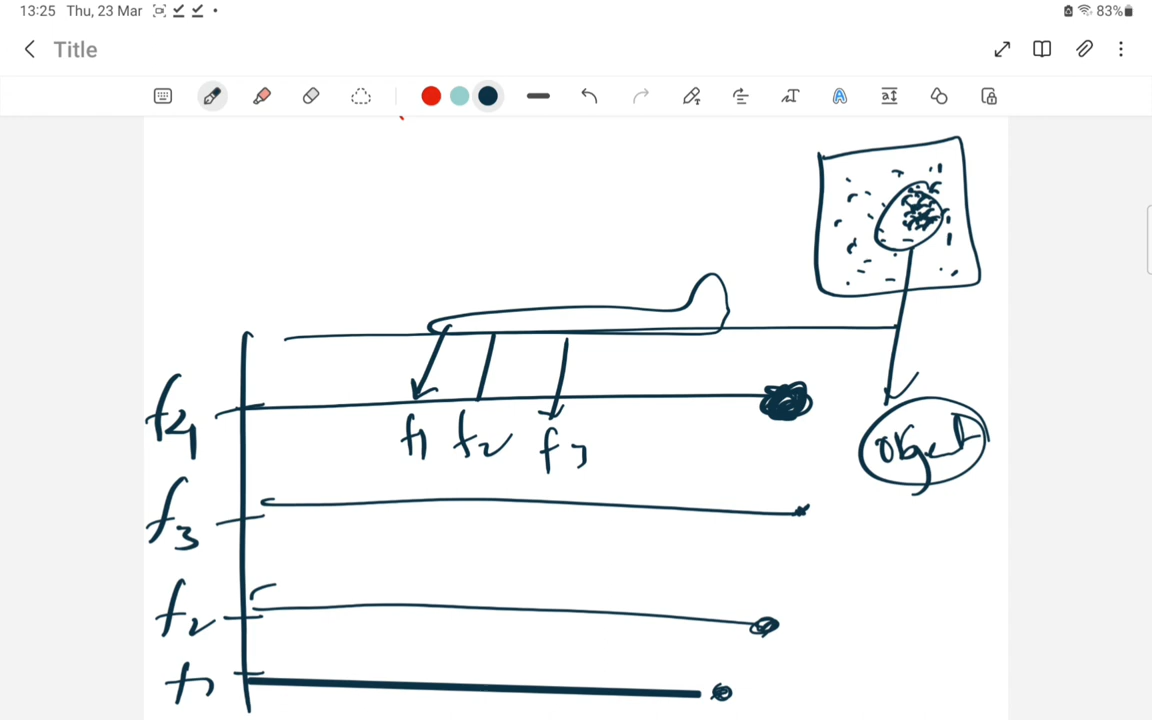 13:25 Thu, 23 Mar
83%
Title
f1 f2 f3
f4
object
f3
f2
f1